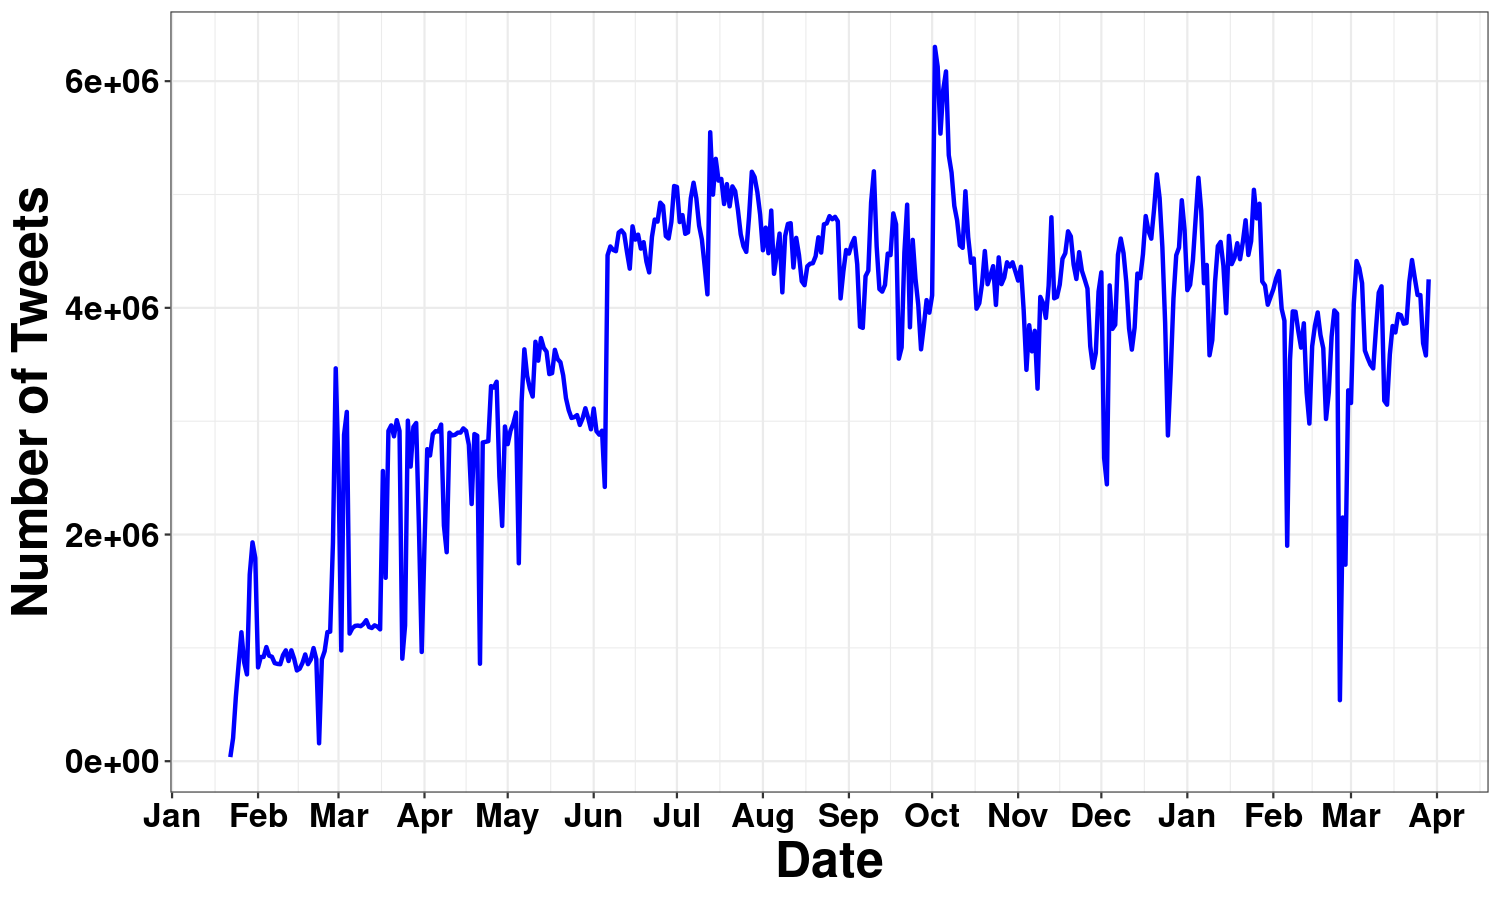 Number of Tweets
6e+06
4e+06
2e+06
0e+00
Jan Feb Mar Apr May Jun Jul Aug Sep Oct Nov Dec Jan Feb Mar Apr
Date